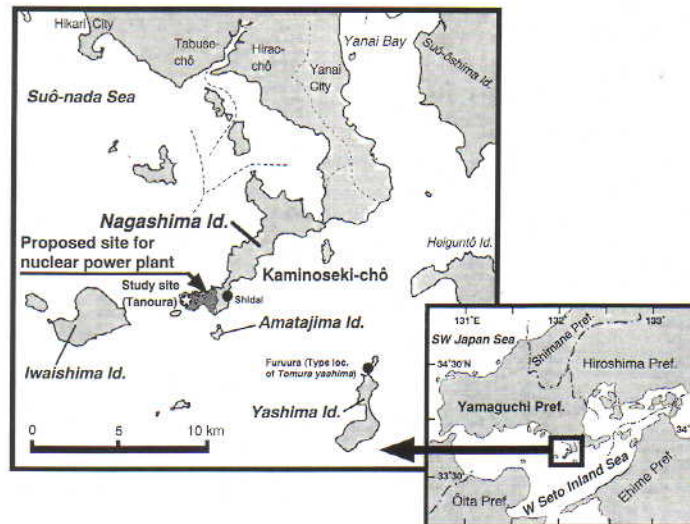 Hikari City
Tabuse-
chô
Hirao-
chô
Yanai Bay
Yanai
City
Suô-ôshima Id.
Suô-nada Sea
Nagashima Id.
Proposed site for
nuclear power plant
Heiguntô Id.
Kaminoseki-chô
Study site
(Tanoura)
Shidai
Amatajima Id.
Iwaishima Id.
Furuura (Type loc.
of Tomura yashima)
Yashima Id.
0 5 10 km
131°E 132 133°
SW Japan Sea
Shimane Pref.
34°30'N
Hiroshima Pref.
Yamaguchi Pref.
34°
33°30'
W Seto Inland Sea
Ôita Pref.
Ehime Pref.